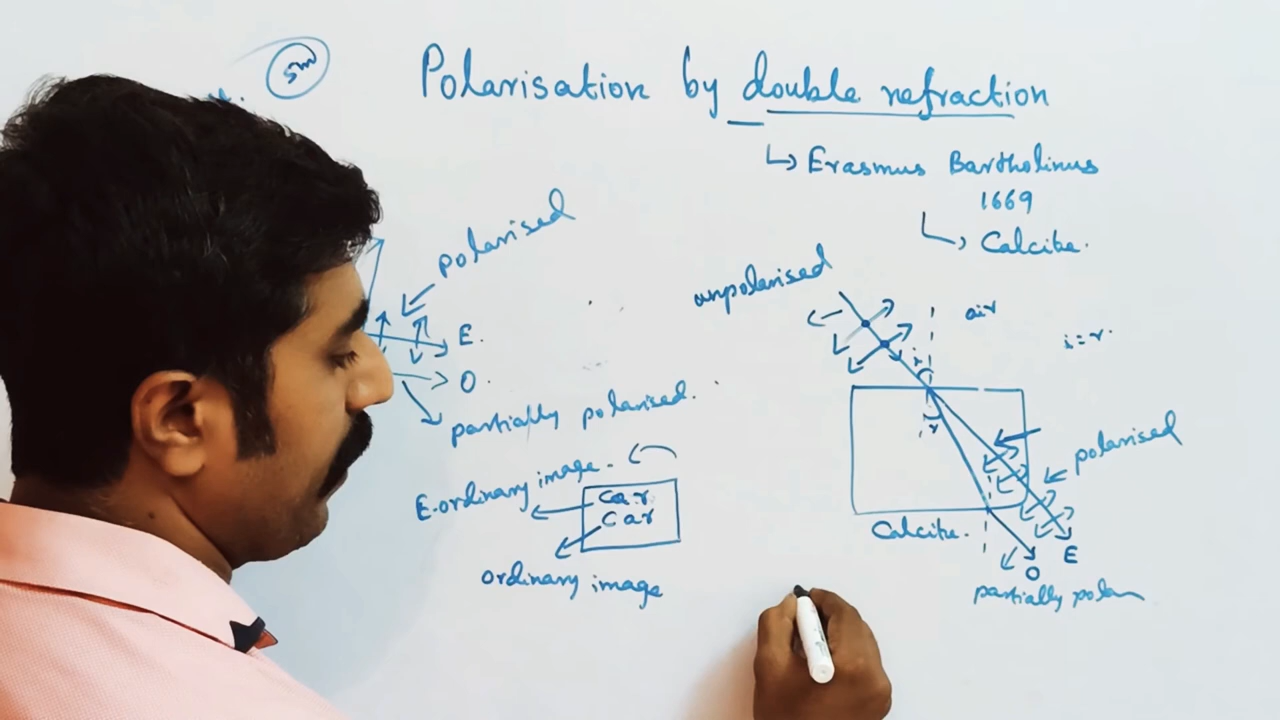 5m
Polarisation by double refraction
↳ Erasmus Bartholinus
1669
↳ Calcite.
polarised
E.
O.
partially polarised.
E.ordinary image.
Car
Car
ordinary image
unpolarised
air
i
i=r.
r
polarised
Calcite.
E
O
partially polar